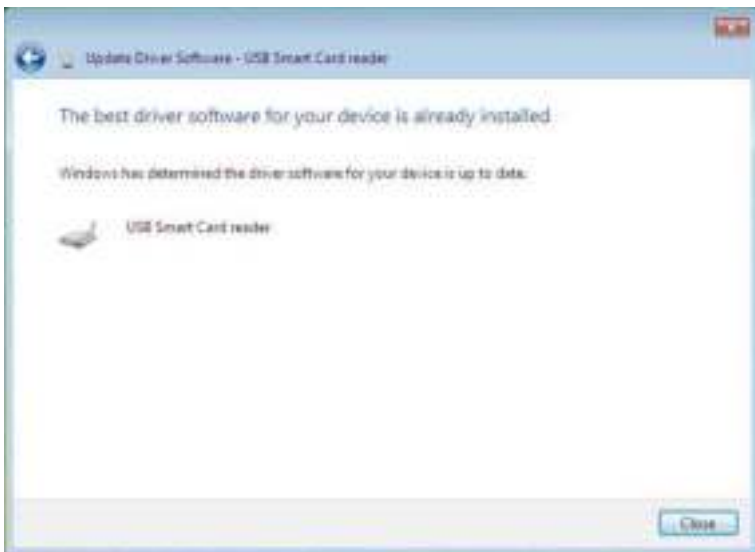 Update Driver Software - USB Smart Card reader
The best driver software for your device is already installed
Windows has determined the driver software for your device is up to date.
USB Smart Card reader
Close